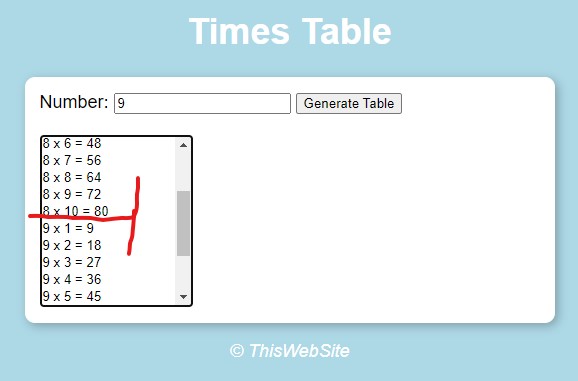 Times Table
Number: 9 Generate Table
8 x 6 = 48
8 x 7 = 56
8 x 8 = 64
8 x 9 = 72
8 x 10 = 80
9 x 1 = 9
9 x 2 = 18
9 x 3 = 27
9 x 4 = 36
9 x 5 = 45
© ThisWebSite